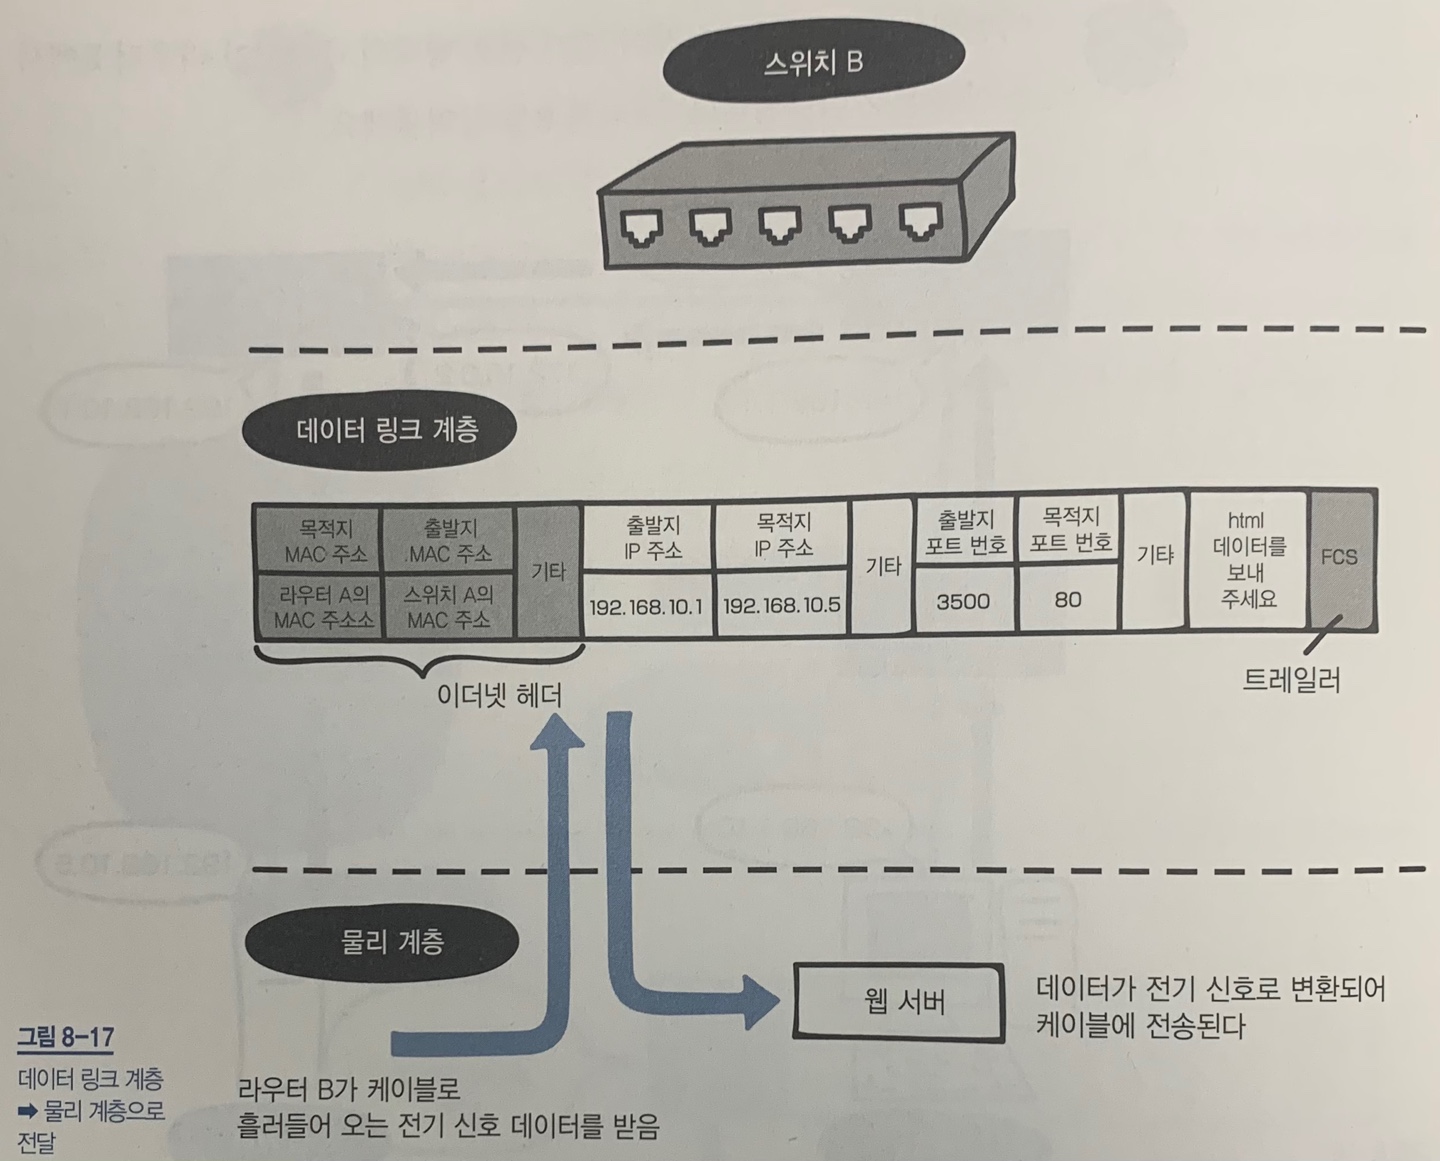 스위치 B
데이터 링크 계층
목적지
MAC 주소
출발지
MAC 주소
기타
출발지
IP 주소
목적지
IP 주소
기타
출발지
포트 번호
목적지
포트 번호
기타
html
데이터를
보내
주세요
FCS
라우터 A의
MAC 주소소
스위치 A의
MAC 주소
192.168.10.1
192.168.10.5
3500
80
이더넷 헤더
트레일러
물리 계층
웹 서버
데이터가 전기 신호로 변환되어
케이블에 전송된다
라우터 B가 케이블로
흘러들어 오는 전기 신호 데이터를 받음
그림 8-17
데이터 링크 계층
➡ 물리 계층으로
전달